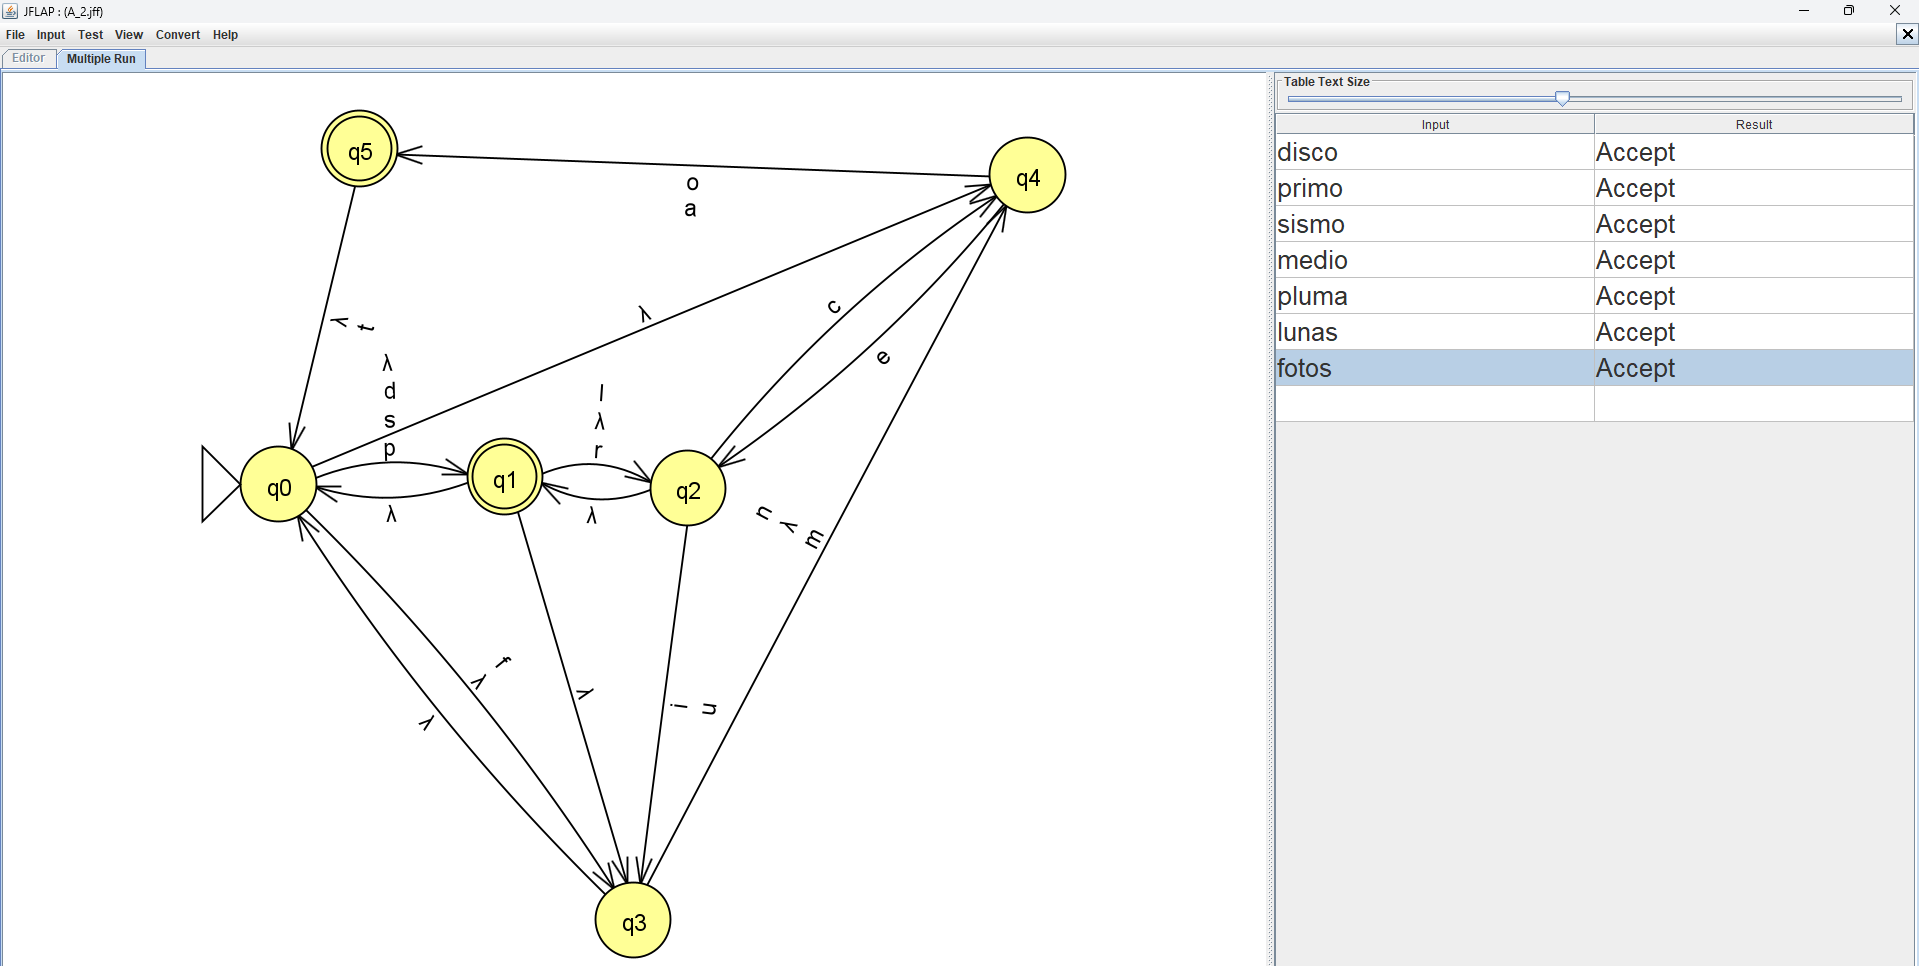 JFLAP : (A_2.jff)
File Input Test View Convert Help
Editor Multiple Run
Table Text Size
Input Result
disco Accept
primo Accept
sismo Accept
medio Accept
pluma Accept
lunas Accept
fotos Accept
q5
q4
o
a
λ
t
λ
λ
d
s
p
l
λ
r
c
e
q0
q1
q2
λ
λ
n
λ
m
f
λ
λ
λ
i
u
q3